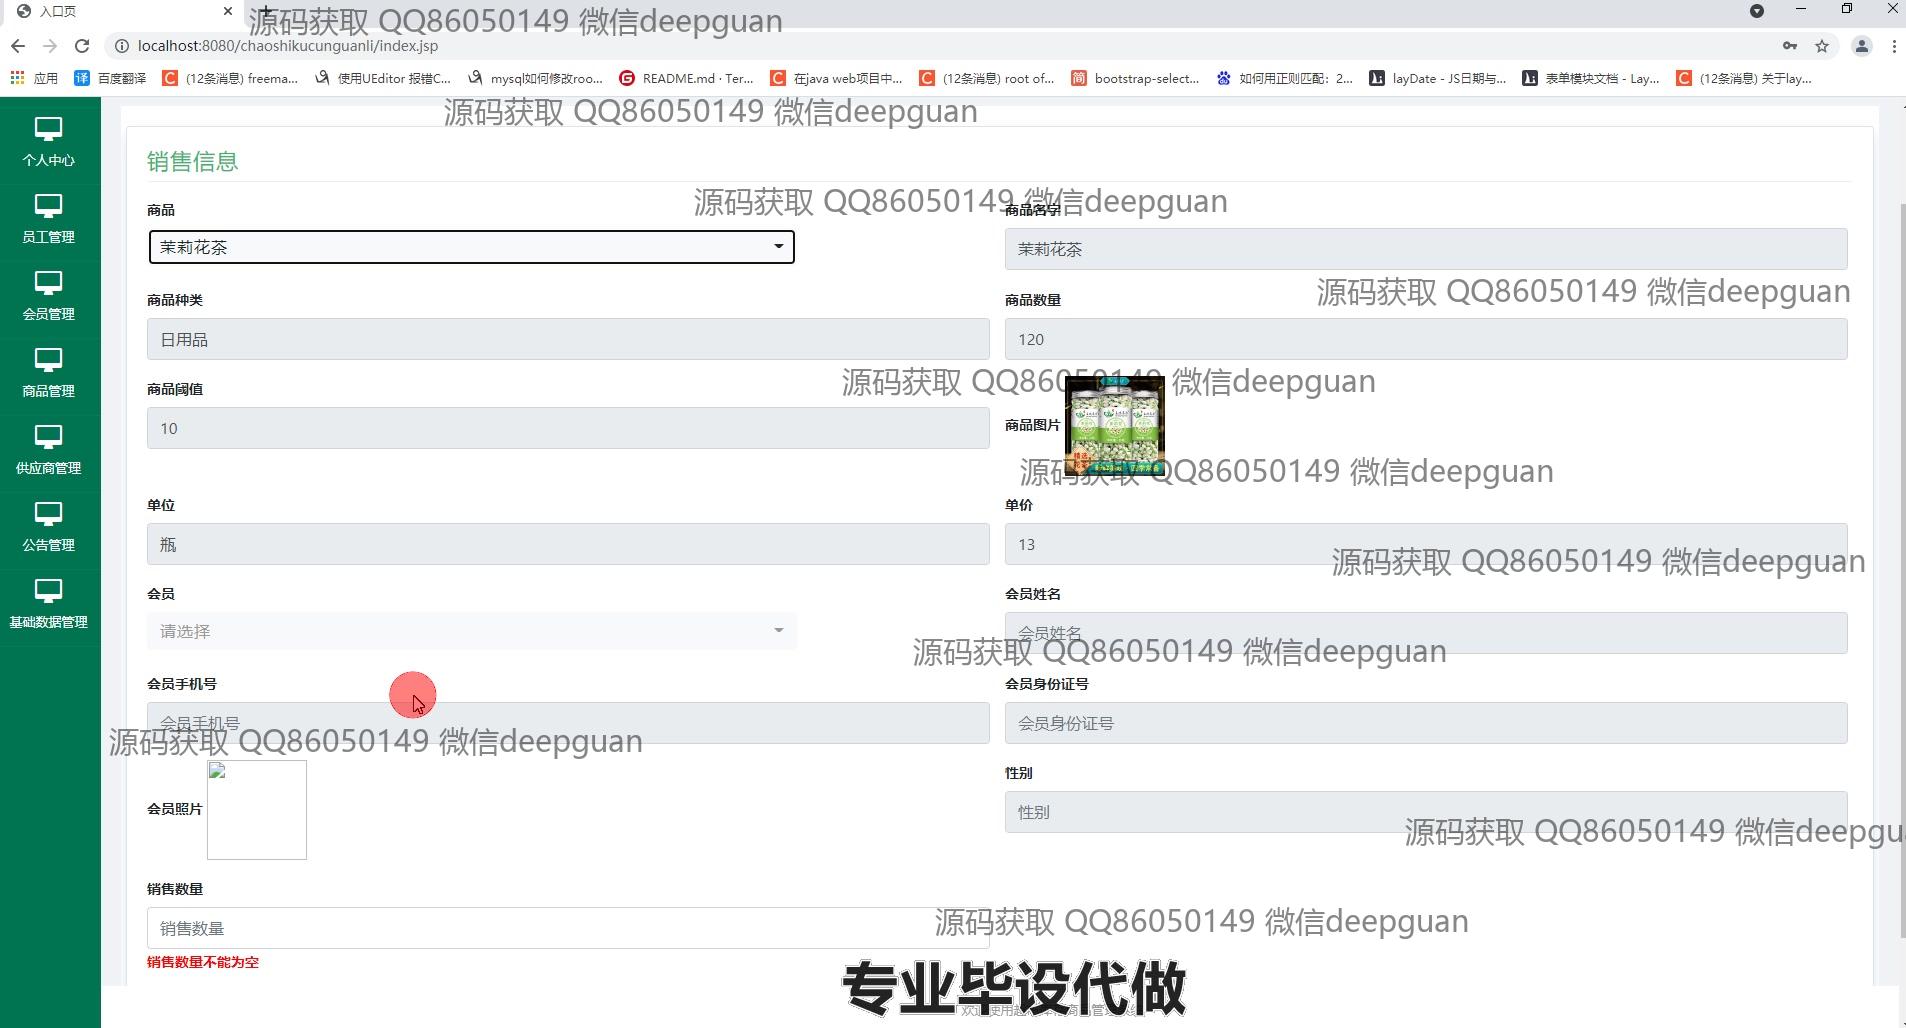 入口页
源码获取 QQ86050149 微信deepguan
localhost:8080/chaoshikucunguanli/index.jsp
应用
译 百度翻译
C (12条消息) freema...
使用UEditor 报错C...
mysql如何修改roo...
G README.md · Ter...
C 在java web项目中...
C (12条消息) root of...
简 bootstrap-select...
如何用正则匹配：2...
layDate - JS日期与...
表单模块文档 - Lay...
C (12条消息) 关于lay...
源码获取 QQ86050149 微信deepguan
个人中心
员工管理
会员管理
商品管理
供应商管理
公告管理
基础数据管理
销售信息
源码获取 QQ86050149 微信deepguan
商品
商品名字
茉莉花茶
茉莉花茶
源码获取 QQ86050149 微信deepguan
商品种类
商品数量
日用品
120
源码获取 QQ86050149 微信deepguan
商品阈值
10
商品图片
源码获取 QQ86050149 微信deepguan
单位
单价
瓶
13
源码获取 QQ86050149 微信deepguan
会员
会员姓名
请选择
会员姓名
源码获取 QQ86050149 微信deepguan
会员手机号
会员身份证号
会员手机号
会员身份证号
源码获取 QQ86050149 微信deepguan
会员照片
性别
性别
源码获取 QQ86050149 微信deepgu
销售数量
销售数量
源码获取 QQ86050149 微信deepguan
销售数量不能为空
专业毕设代做